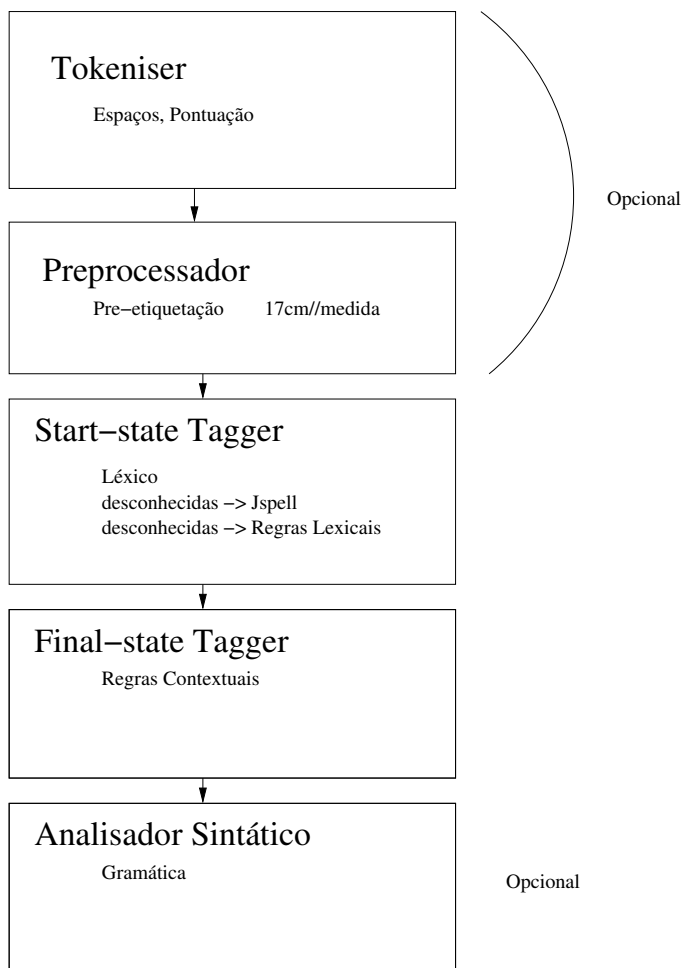 Tokeniser
Espaços, Pontuação
Opcional
Preprocessador
Pre−etiquetação 17cm//medida
Start−state Tagger
Léxico
desconhecidas −> Jspell
desconhecidas −> Regras Lexicais
Final−state Tagger
Regras Contextuais
Analisador Sintático
Gramática
Opcional